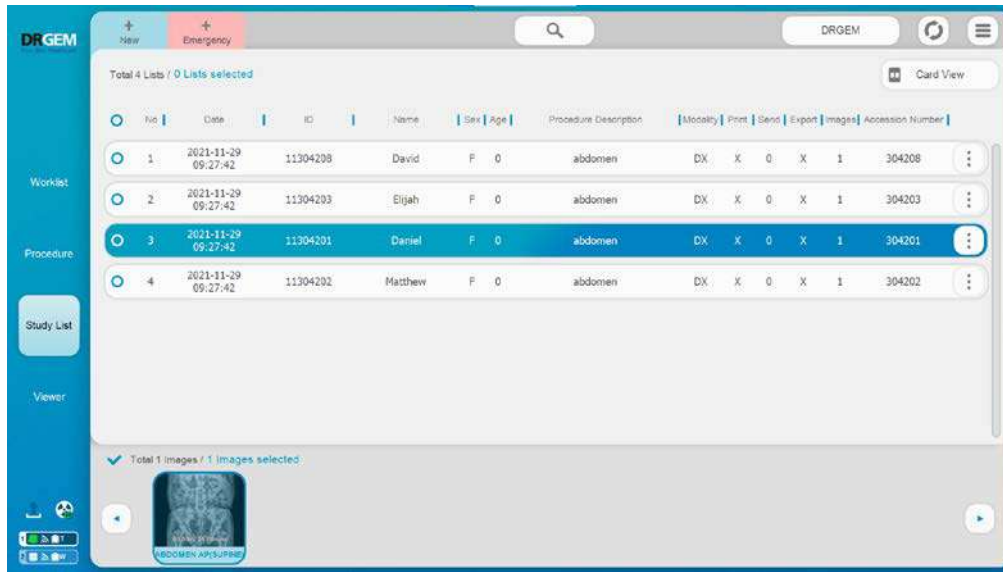 DRGEM
+
New
+
Emergency
DRGEM
Total 4 Lists / 0 Lists selected
Card View
No Date ID Name Sex Age Procedure Description Modality Print Send Export Images Accession Number
1 2021-11-29 09:27:42 11304208 David F 0 abdomen DX X 0 X 1 304208
2 2021-11-29 09:27:42 11304203 Elijah F 0 abdomen DX X 0 X 1 304203
3 2021-11-29 09:27:42 11304201 Daniel F 0 abdomen DX X 0 X 1 304201
4 2021-11-29 09:27:42 11304202 Matthew F 0 abdomen DX X 0 X 1 304202
Worklist
Procedure
Study List
Viewer
Total 1 Images / 1 Images selected
ABDOMEN AP(SUPINE)
1 T
2 W